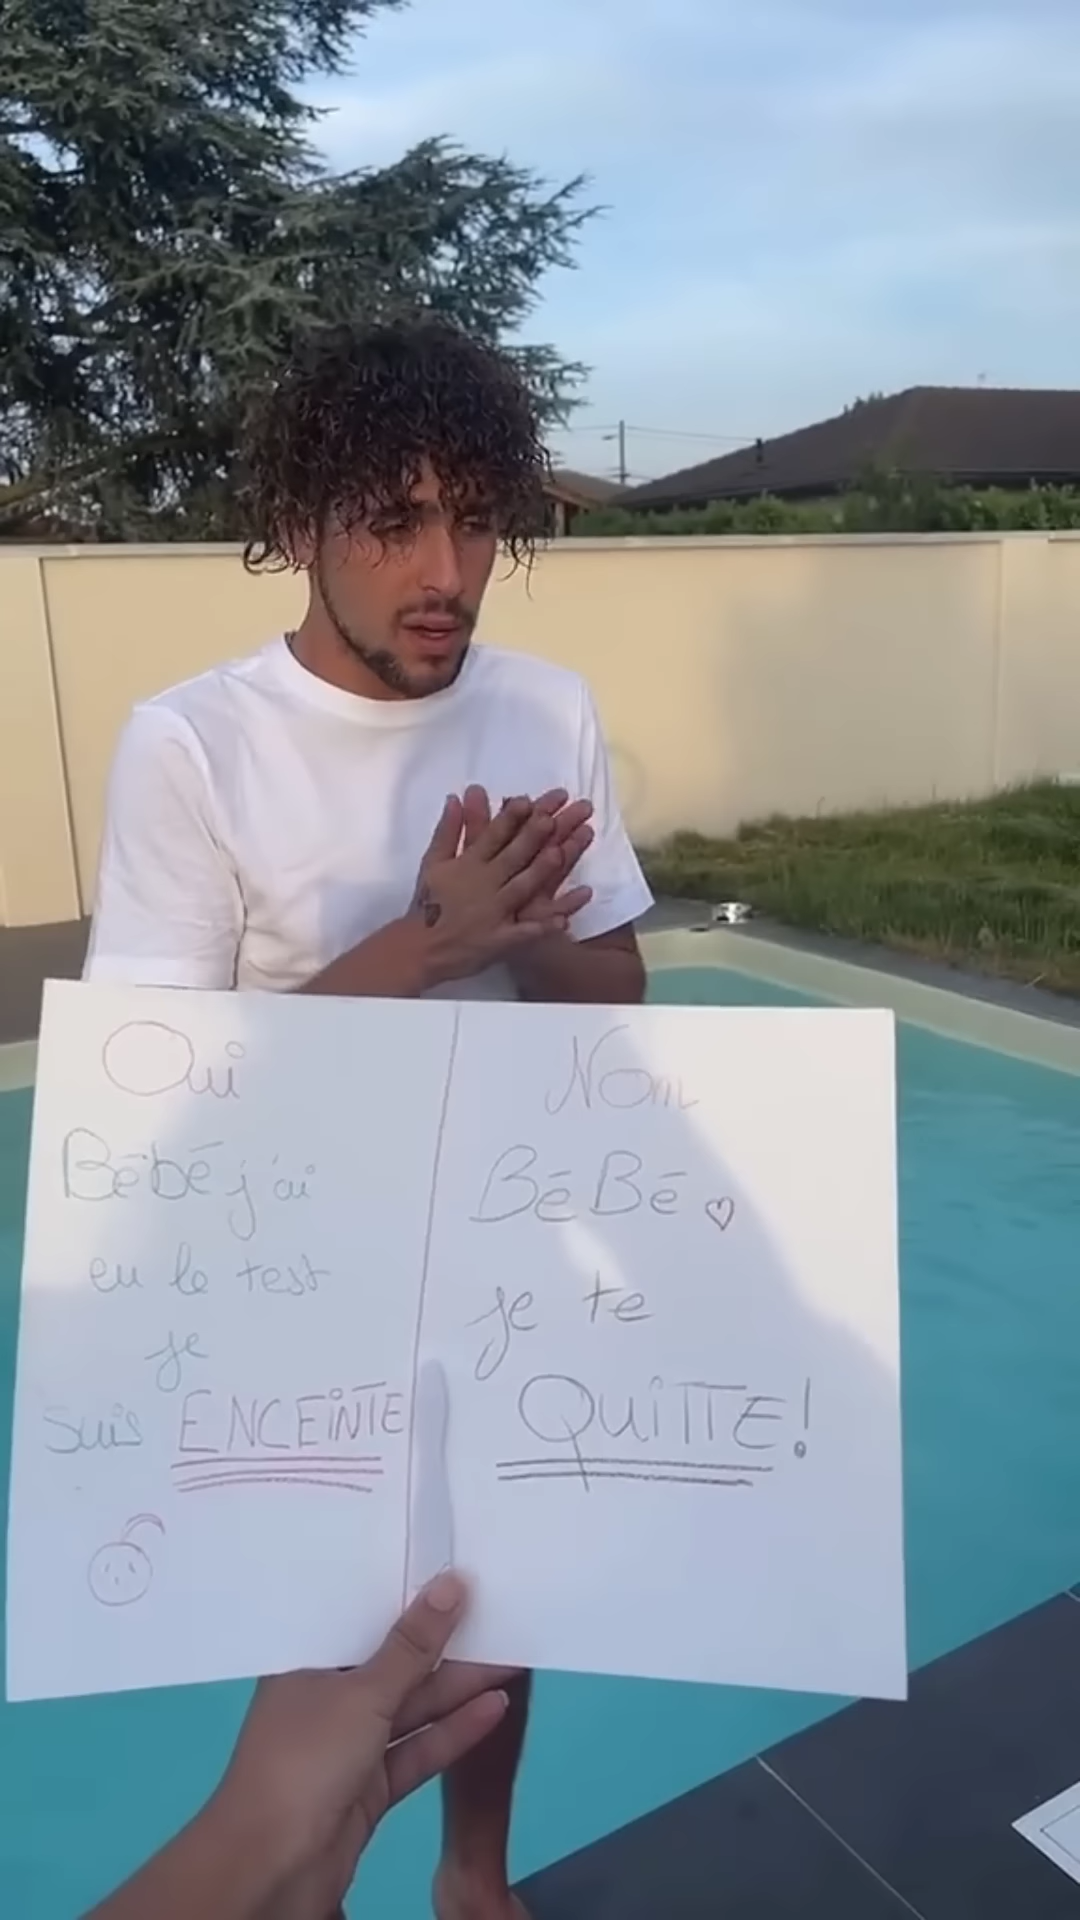 Oui
Bébé j'ai
eu le test
je
suis ENCEINTE
Non
BéBé
je te
QUITTE!